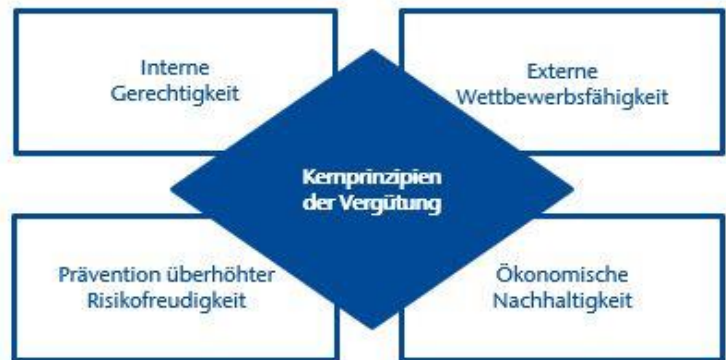 Interne
Gerechtigkeit
Externe
Wettbewerbsfähigkeit
Kernprinzipien
der Vergütung
Prävention überhöhter
Risikofreudigkeit
Ökonomische
Nachhaltigkeit